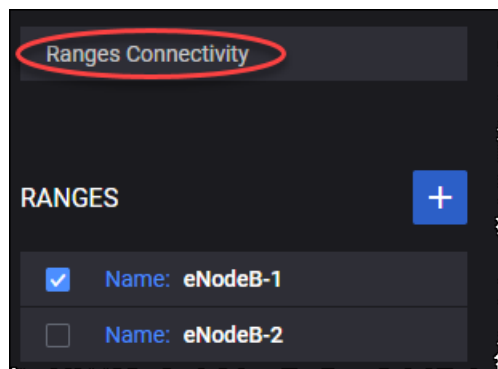 Ranges Connectivity
RANGES
Name: eNodeB-1
Name: eNodeB-2